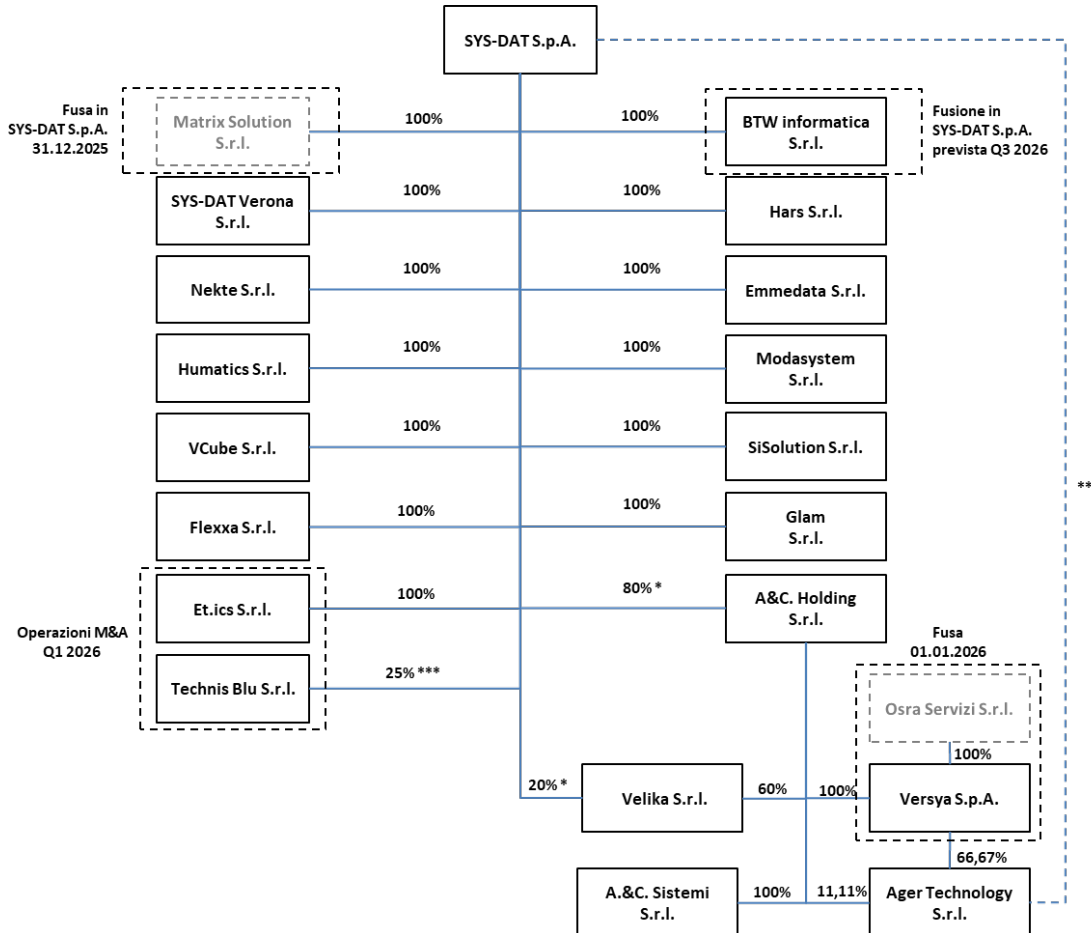 SYS-DAT S.p.A.
Fusa in
SYS-DAT S.p.A.
31.12.2025
Matrix Solution
S.r.l.
100%
100%
BTW informatica
S.r.l.
Fusione in
SYS-DAT S.p.A.
prevista Q3 2026
SYS-DAT Verona
S.r.l.
100%
100%
Hars S.r.l.
Nekte S.r.l.
100%
100%
Emmedata S.r.l.
Humatics S.r.l.
100%
100%
Modasystem
S.r.l.
VCube S.r.l.
100%
100%
SiSolution S.r.l.
**
Flexxa S.r.l.
100%
100%
Glam
S.r.l.
Operazioni M&A
Q1 2026
Et.ics S.r.l.
100%
80% *
A&C. Holding
S.r.l.
Technis Blu S.r.l.
25% ***
Fusa
01.01.2026
Osra Servizi S.r.l.
100%
20% *
Velika S.r.l.
60%
100%
Versya S.p.A.
66,67%
A.&C. Sistemi
S.r.l.
100%
11,11%
Ager Technology
S.r.l.